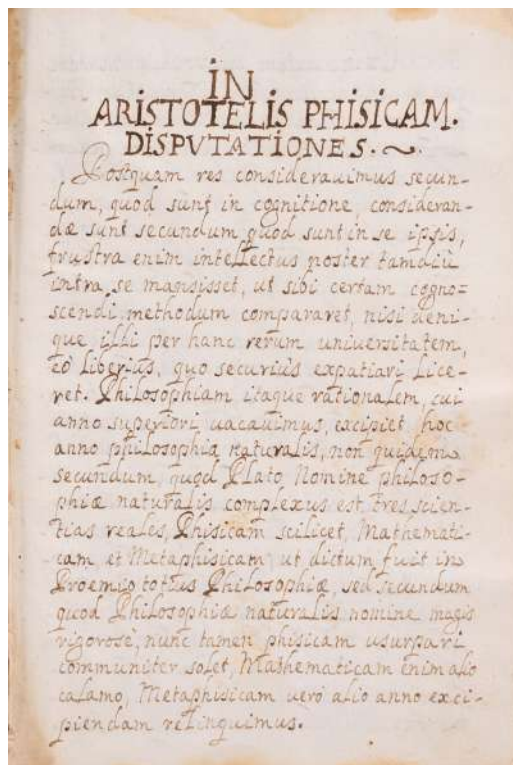 IN
ARISTOTELIS PHISICAM.
DISPVTATIONES. ~.
Postquam res consideravimus secun-
dum, quod sunt in cognitione, consideran-
dæ sunt secundum quod sunt in se ipsis,
frustra enim intellectus noster tamdiù
intra se mansisset, ut sibi certam cogno=
scendi methodum compararet, nisi deni-
que illi per hanc rerum universitatem,
eò liberius, quo securiùs expatiari lice-
ret. Philosophiam itaque rationalem, cui
anno superiori uacauimus, excipiet, hoc
anno philosophia naturalis, non quidem
secundum, quod Plato Nomine philoso-
phiæ naturalis complexus est, tres scien-
tias reales, Phisicam scilicet, Mathemati-
cam, et Metaphisicam, ut dictum fuit in
Proemio totius Philosophiæ, sed secundum
quod Philosophiæ naturalis nomine magis
rigorose, nunc tamen phisicam usurpari
communiter solet, Mathematicam enim alio
calamo, Metaphisicam uerò alio anno exci-
piendam relinquimus.